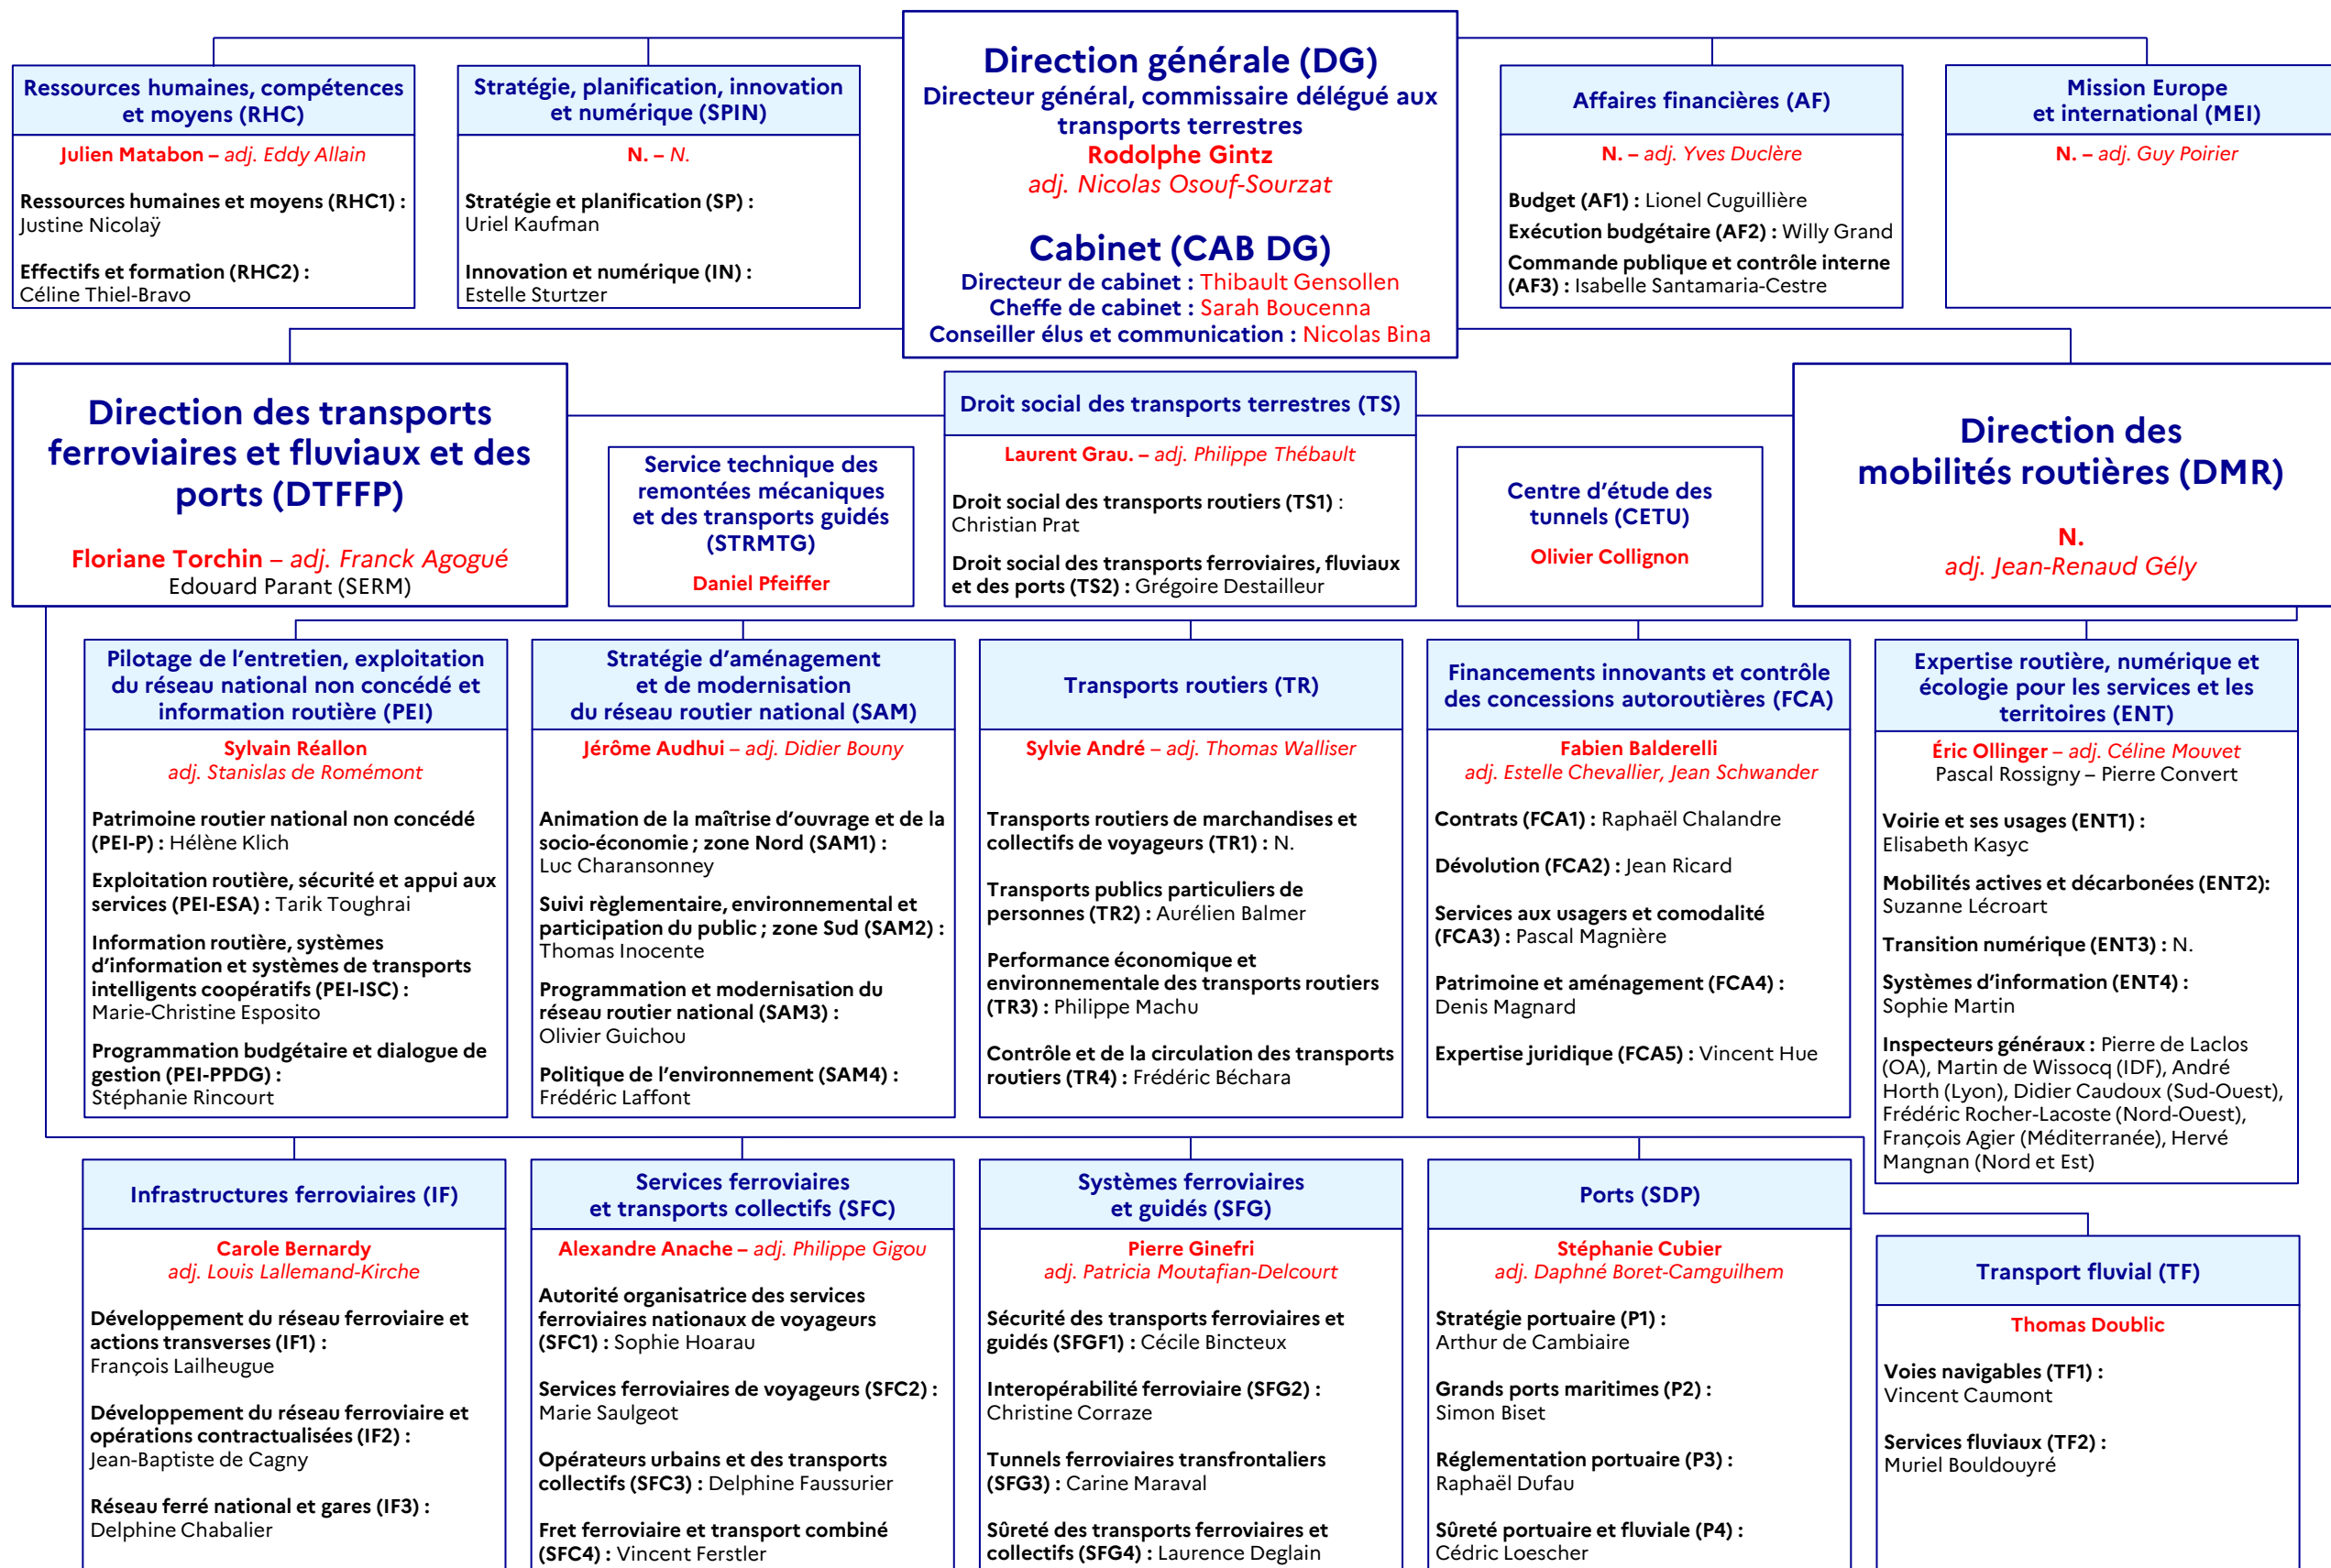 Direction générale (DG)
Directeur général, commissaire délégué aux
transports terrestres
Rodolphe Gintz
adj. Nicolas Osouf-Sourzat
Cabinet (CAB DG)
Directeur de cabinet : Thibault Gensollen
Cheffe de cabinet : Sarah Boucenna
Conseiller élus et communication : Nicolas Bina
Ressources humaines, compétences
et moyens (RHC)
Julien Matabon – adj. Eddy Allain
Ressources humaines et moyens (RHC1) :
Justine Nicolaÿ
Effectifs et formation (RHC2) :
Céline Thiel-Bravo
Stratégie, planification, innovation
et numérique (SPIN)
N. – N.
Stratégie et planification (SP) :
Uriel Kaufman
Innovation et numérique (IN) :
Estelle Sturtzer
Affaires financières (AF)
N. – adj. Yves Duclère
Budget (AF1) : Lionel Cuguillière
Exécution budgétaire (AF2) : Willy Grand
Commande publique et contrôle interne
(AF3) : Isabelle Santamaria-Cestre
Mission Europe
et international (MEI)
N. – adj. Guy Poirier
Direction des transports
ferroviaires et fluviaux et des
ports (DTFFP)
Floriane Torchin – adj. Franck Agogué
Edouard Parant (SERM)
Service technique des
remontées mécaniques
et des transports guidés
(STRMTG)
Daniel Pfeiffer
Droit social des transports terrestres (TS)
Laurent Grau. – adj. Philippe Thébault
Droit social des transports routiers (TS1) :
Christian Prat
Droit social des transports ferroviaires, fluviaux
et des ports (TS2) : Grégoire Destailleur
Centre d’étude des
tunnels (CETU)
Olivier Collignon
Direction des
mobilités routières (DMR)
N.
adj. Jean-Renaud Gély
Pilotage de l’entretien, exploitation
du réseau national non concédé et
information routière (PEI)
Sylvain Réallon
adj. Stanislas de Romémont
Patrimoine routier national non concédé
(PEI-P) : Hélène Klich
Exploitation routière, sécurité et appui aux
services (PEI-ESA) : Tarik Toughrai
Information routière, systèmes
d’information et systèmes de transports
intelligents coopératifs (PEI-ISC) :
Marie-Christine Esposito
Programmation budgétaire et dialogue de
gestion (PEI-PPDG) :
Stéphanie Rincourt
Stratégie d’aménagement
et de modernisation
du réseau routier national (SAM)
Jérôme Audhui – adj. Didier Bouny
Animation de la maîtrise d’ouvrage et de la
socio-économie ; zone Nord (SAM1) :
Luc Charansonney
Suivi règlementaire, environnemental et
participation du public ; zone Sud (SAM2) :
Thomas Inocente
Programmation et modernisation du
réseau routier national (SAM3) :
Olivier Guichou
Politique de l’environnement (SAM4) :
Frédéric Laffont
Transports routiers (TR)
Sylvie André – adj. Thomas Walliser
Transports routiers de marchandises et
collectifs de voyageurs (TR1) : N.
Transports publics particuliers de
personnes (TR2) : Aurélien Balmer
Performance économique et
environnementale des transports routiers
(TR3) : Philippe Machu
Contrôle et de la circulation des transports
routiers (TR4) : Frédéric Béchara
Financements innovants et contrôle
des concessions autoroutières (FCA)
Fabien Balderelli
adj. Estelle Chevallier, Jean Schwander
Contrats (FCA1) : Raphaël Chalandre
Dévolution (FCA2) : Jean Ricard
Services aux usagers et comodalité
(FCA3) : Pascal Magnière
Patrimoine et aménagement (FCA4) :
Denis Magnard
Expertise juridique (FCA5) : Vincent Hue
Expertise routière, numérique et
écologie pour les services et les
territoires (ENT)
Éric Ollinger – adj. Céline Mouvet
Pascal Rossigny – Pierre Convert
Voirie et ses usages (ENT1) :
Elisabeth Kasyc
Mobilités actives et décarbonées (ENT2):
Suzanne Lécroart
Transition numérique (ENT3) : N.
Systèmes d’information (ENT4) :
Sophie Martin
Inspecteurs généraux : Pierre de Laclos
(OA), Martin de Wissocq (IDF), André
Horth (Lyon), Didier Caudoux (Sud-Ouest),
Frédéric Rocher-Lacoste (Nord-Ouest),
François Agier (Méditerranée), Hervé
Mangnan (Nord et Est)
Infrastructures ferroviaires (IF)
Carole Bernardy
adj. Louis Lallemand-Kirche
Développement du réseau ferroviaire et
actions transverses (IF1) :
François Lailheugue
Développement du réseau ferroviaire et
opérations contractualisées (IF2) :
Jean-Baptiste de Cagny
Réseau ferré national et gares (IF3) :
Delphine Chabalier
Services ferroviaires
et transports collectifs (SFC)
Alexandre Anache – adj. Philippe Gigou
Autorité organisatrice des services
ferroviaires nationaux de voyageurs
(SFC1) : Sophie Hoarau
Services ferroviaires de voyageurs (SFC2) :
Marie Saulgeot
Opérateurs urbains et des transports
collectifs (SFC3) : Delphine Faussurier
Fret ferroviaire et transport combiné
(SFC4) : Vincent Ferstler
Systèmes ferroviaires
et guidés (SFG)
Pierre Ginefri
adj. Patricia Moutafian-Delcourt
Sécurité des transports ferroviaires et
guidés (SFGF1) : Cécile Bincteux
Interopérabilité ferroviaire (SFG2) :
Christine Corraze
Tunnels ferroviaires transfrontaliers
(SFG3) : Carine Maraval
Sûreté des transports ferroviaires et
collectifs (SFG4) : Laurence Deglain
Ports (SDP)
Stéphanie Cubier
adj. Daphné Boret-Camguilhem
Stratégie portuaire (P1) :
Arthur de Cambiaire
Grands ports maritimes (P2) :
Simon Biset
Réglementation portuaire (P3) :
Raphaël Dufau
Sûreté portuaire et fluviale (P4) :
Cédric Loescher
Transport fluvial (TF)
Thomas Doublic
Voies navigables (TF1) :
Vincent Caumont
Services fluviaux (TF2) :
Muriel Bouldouyré